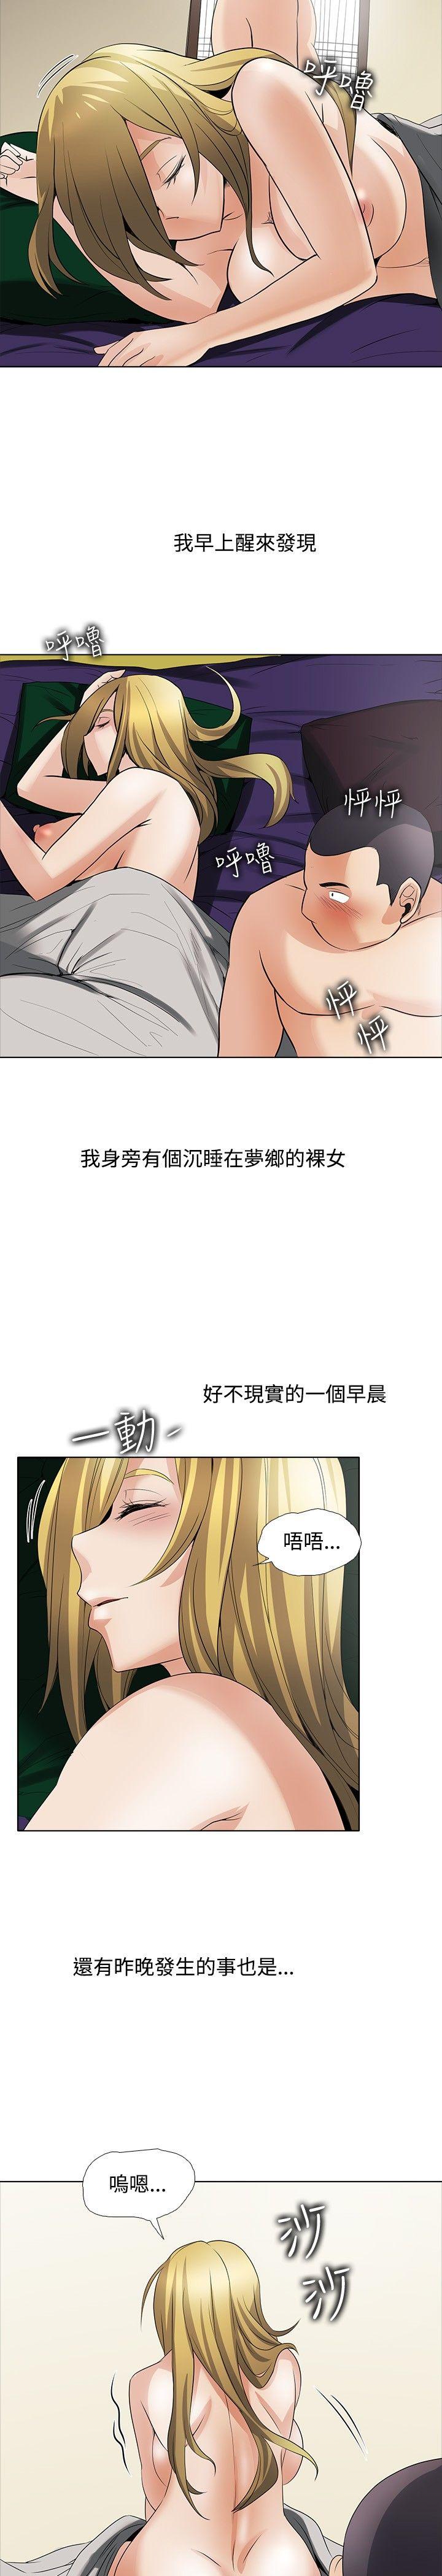 呼嚕
我早上醒來發現
呼嚕
怦怦
呼嚕
怦
怦
我身旁有個沉睡在夢鄉的裸女
好不現實的一個早晨
一動-
唔唔...
還有昨晚發生的事也是...
嗚嗯...
沙
沙